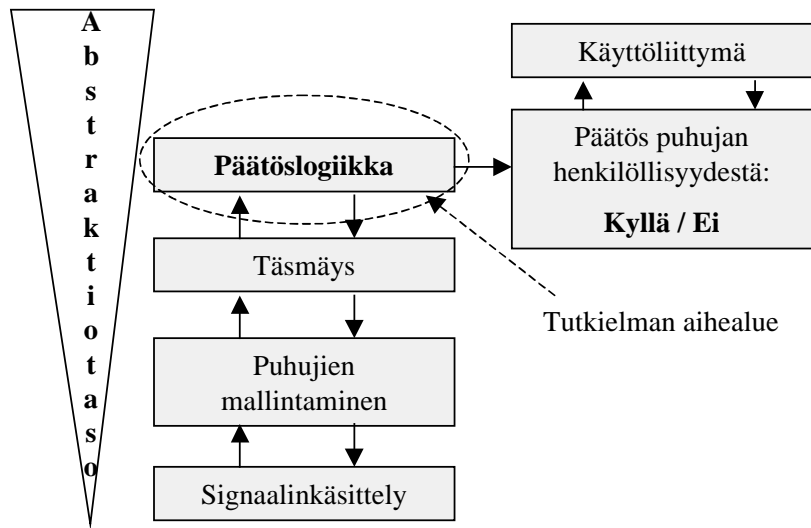 Abstraktiotaso
Käyttöliittymä
Päätöslogiikka
Päätös puhujan
henkilöllisyydestä:
Kyllä / Ei
Täsmäys
Tutkielman aihealue
Puhujien
mallintaminen
Signaalinkäsittely